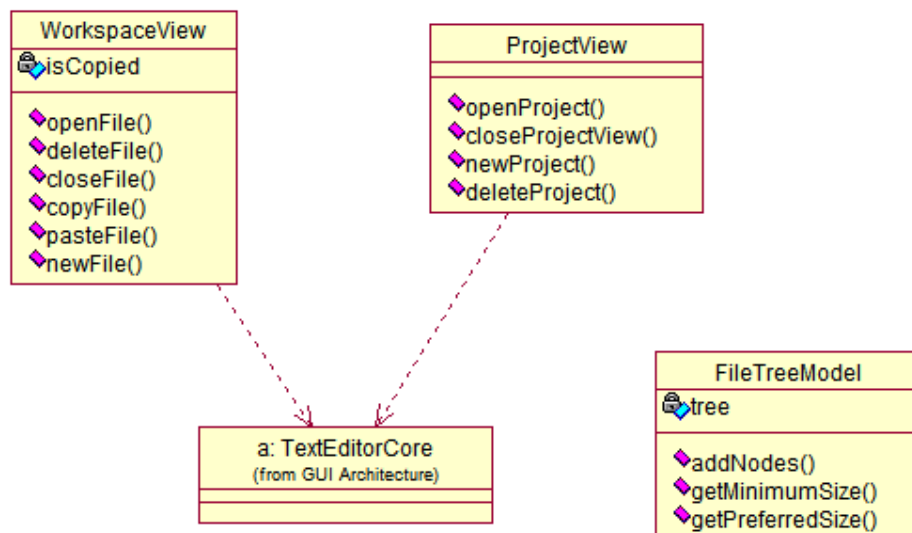 WorkspaceView
isCopied
openFile()
deleteFile()
closeFile()
copyFile()
pasteFile()
newFile()
ProjectView
openProject()
closeProjectView()
newProject()
deleteProject()
a: TextEditorCore
(from GUI Architecture)
FileTreeModel
tree
addNodes()
getMinimumSize()
getPreferredSize()